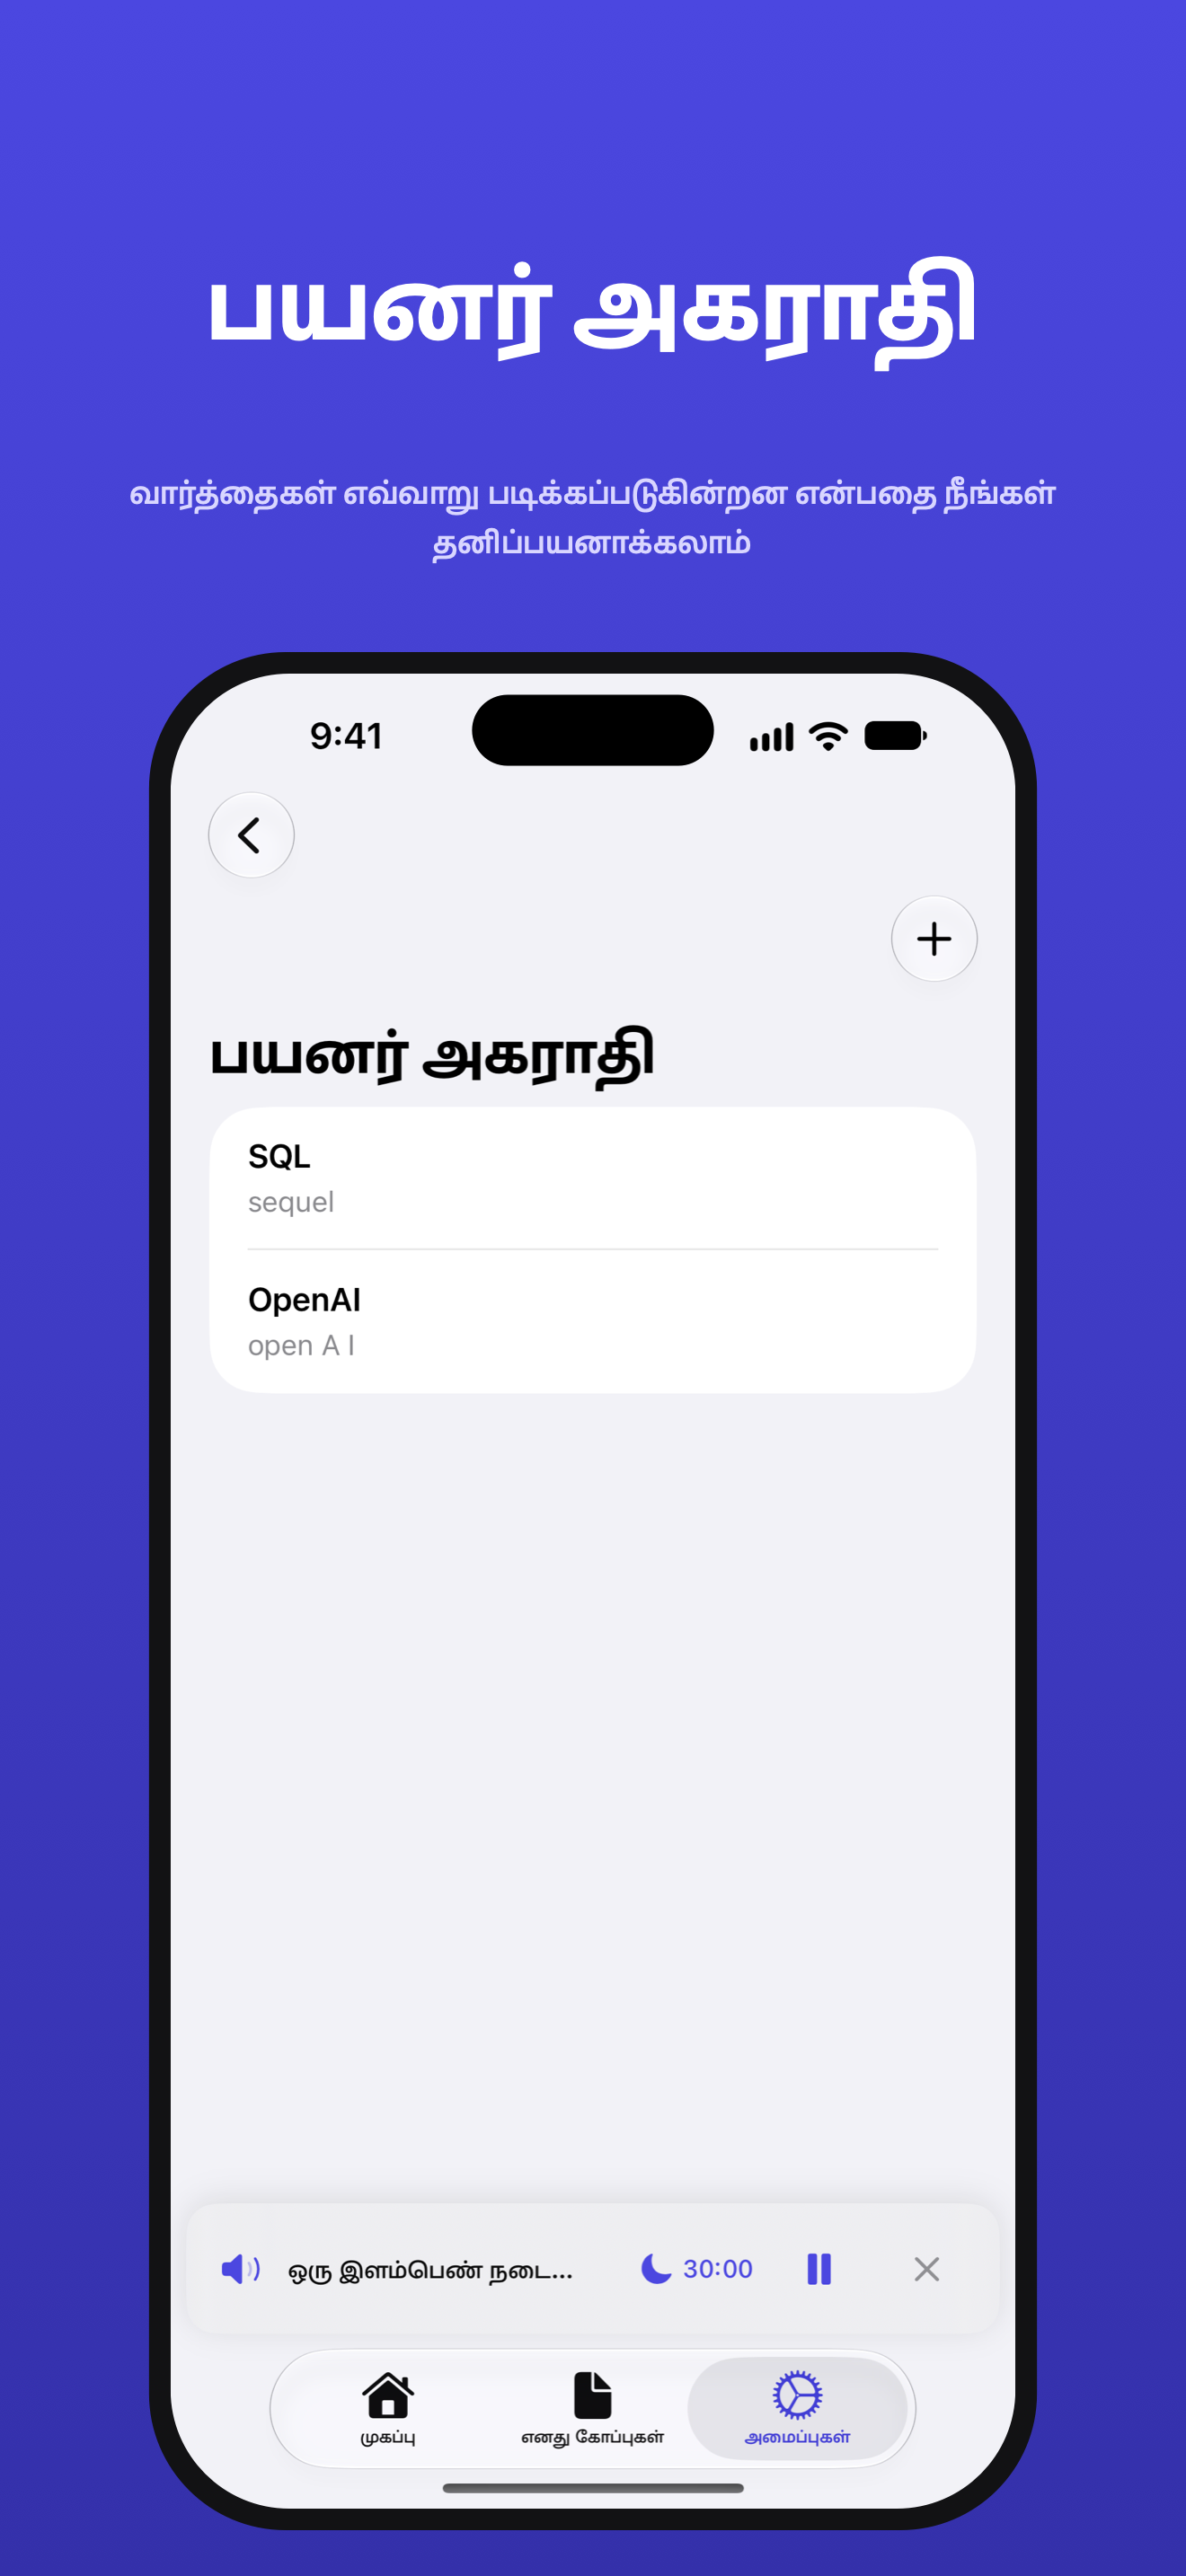 பயனர் அகராதி
வார்த்தைகள் எவ்வாறு படிக்கப்படுகின்றன என்பதை நீங்கள்
தனிப்பயனாக்கலாம்
9:41
பயனர் அகராதி
SQL
sequel
OpenAI
open A I
ஒரு இளம்பெண் நடை...
30:00
முகப்பு
எனது கோப்புகள்
அமைப்புகள்